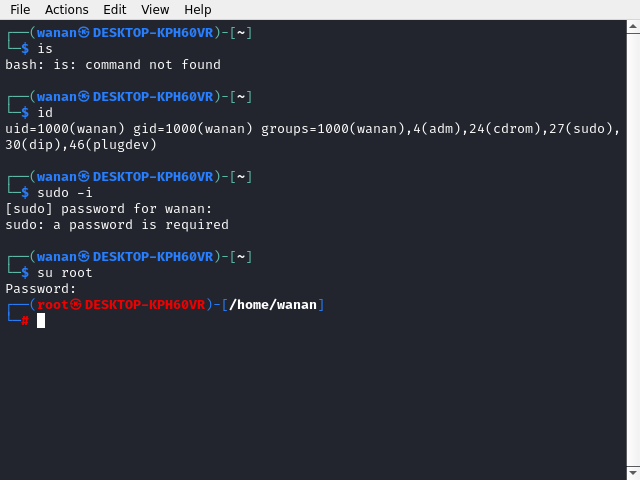 File Actions Edit View Help
┌──(wanan㉿DESKTOP-KPH60VR)-[~]
└─$ is
bash: is: command not found
┌──(wanan㉿DESKTOP-KPH60VR)-[~]
└─$ id
uid=1000(wanan) gid=1000(wanan) groups=1000(wanan),4(adm),24(cdrom),27(sudo),
30(dip),46(plugdev)
┌──(wanan㉿DESKTOP-KPH60VR)-[~]
└─$ sudo -i
[sudo] password for wanan:
sudo: a password is required
┌──(wanan㉿DESKTOP-KPH60VR)-[~]
└─$ su root
Password:
┌──(root㉿DESKTOP-KPH60VR)-[/home/wanan]
└─#